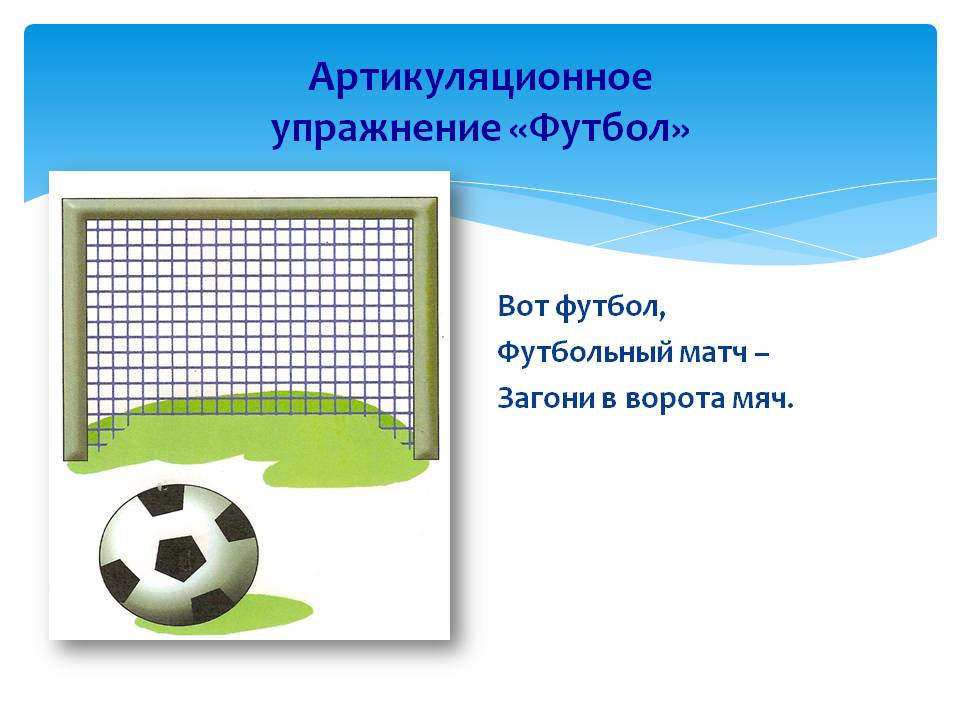 Артикуляционное
упражнение «Футбол»
Вот футбол,
Футбольный матч –
Загони в ворота мяч.